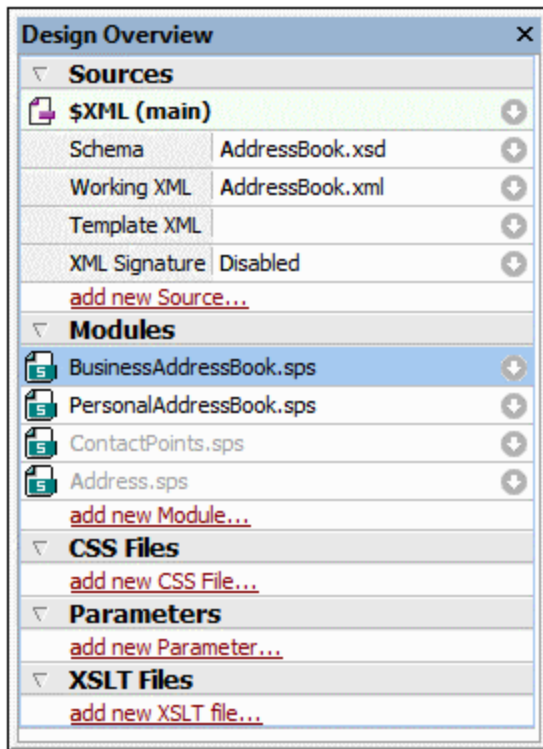 Design Overview
Sources
$XML (main)
Schema AddressBook.xsd
Working XML AddressBook.xml
Template XML
XML Signature Disabled
add new Source...
Modules
BusinessAddressBook.sps
PersonalAddressBook.sps
ContactPoints.sps
Address.sps
add new Module...
CSS Files
add new CSS File...
Parameters
add new Parameter...
XSLT Files
add new XSLT file...